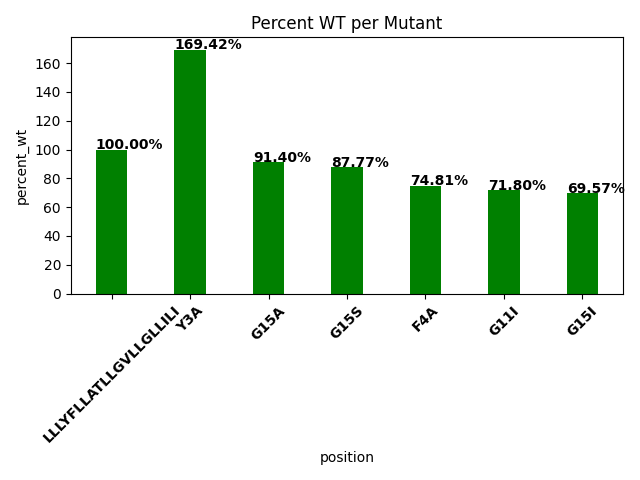 Percent WT per Mutant
percent_wt
160
140
120
100
80
60
40
20
0
100.00%
169.42%
91.40%
87.77%
74.81%
71.80%
69.57%
LLLYFLLATLLGVLLGLLILI
Y3A
G15A
G15S
F4A
G11I
G15I
position